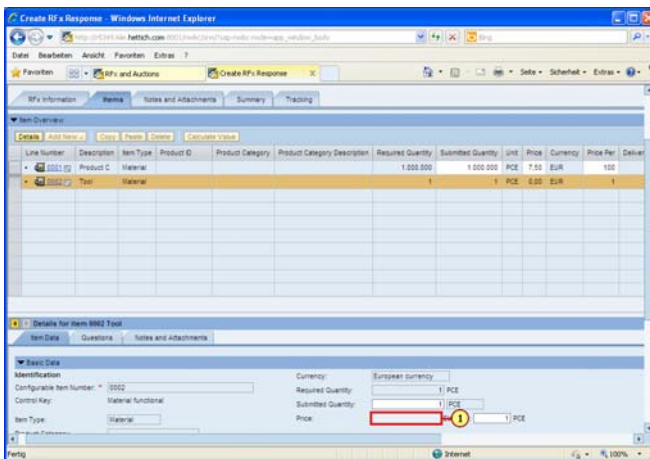 Create RFx Response - Windows Internet Explorer
hettich.com
Bing
Datei Bearbeiten Ansicht Favoriten Extras ?
Favoriten RFx and Auctions Create RFx Response X Seite Sicherheit Extras
RFx Information Items Notes and Attachments Summary Tracking
Item Overview
Details Add New Copy Paste Delete Calculate Value
Line Number Description Item Type Product ID Product Category Product Category Description Required Quantity Submitted Quantity Unit Price Currency Price Per Deliver
0001 Product C Material 1.000.000 1.000.000 PCE 7,50 EUR 100
0002 Tool Material 1 1 PCE 0,00 EUR 1
Details for item 0002 Tool
Item Data Questions Notes and Attachments
Basic Data
Identification Currency: European currency
Configurable Item Number: * 0002 Required Quantity: 1 PCE
Control Key: Material functional Submitted Quantity: 1 PCE
Item Type: Material Price: 1 1 PCE
Product Category:
Fertig Internet 100%